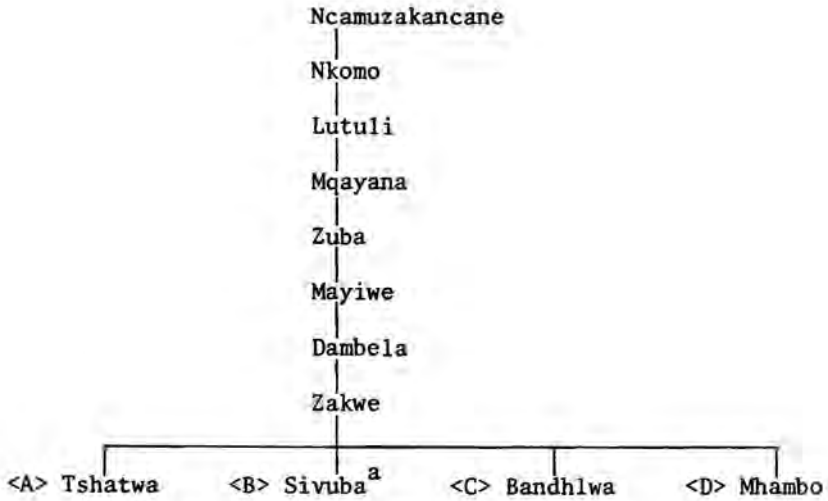 Ncamuzakancane
Nkomo
Lutuli
Mqayana
Zuba
Mayiwe
Dambela
Zakwe
<A> Tshatwa <B> Sivuba a <C> Bandhlwa <D> Mhambo